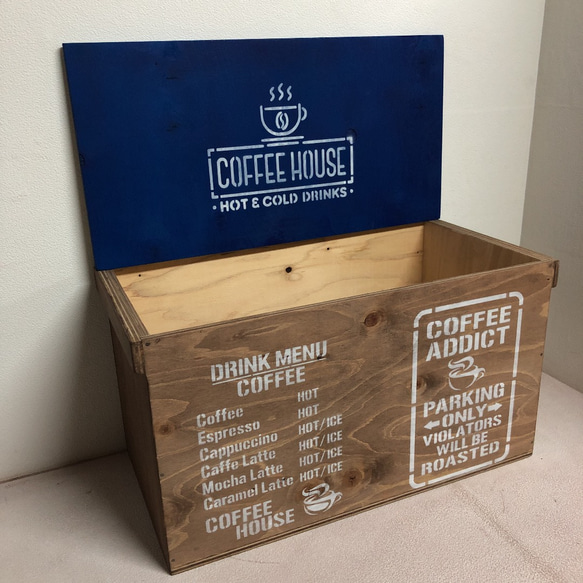 COFFEE HOUSE
• HOT & COLD DRINKS •
DRINK MENU
COFFEE
Coffee HOT
Espresso HOT
Cappuccino HOT/ICE
Caffe Latte HOT/ICE
Mocha Latte HOT/ICE
Caramel Latte HOT/ICE
COFFEE
HOUSE
COFFEE
ADDICT
PARKING
←ONLY→
VIOLATORS
WILL BE
ROASTED